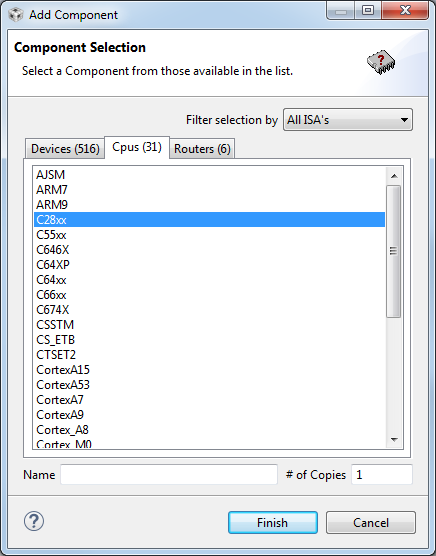 Add Component
Component Selection
Select a Component from those available in the list.
?
Filter selection by All ISA's
Devices (516) Cpus (31) Routers (6)
AJSM
ARM7
ARM9
C28xx
C55xx
C646X
C64XP
C64xx
C66xx
C674X
CSSTM
CS_ETB
CTSET2
CortexA15
CortexA53
CortexA7
CortexA9
Cortex_A8
Cortex_M0
Name # of Copies 1
? Finish Cancel